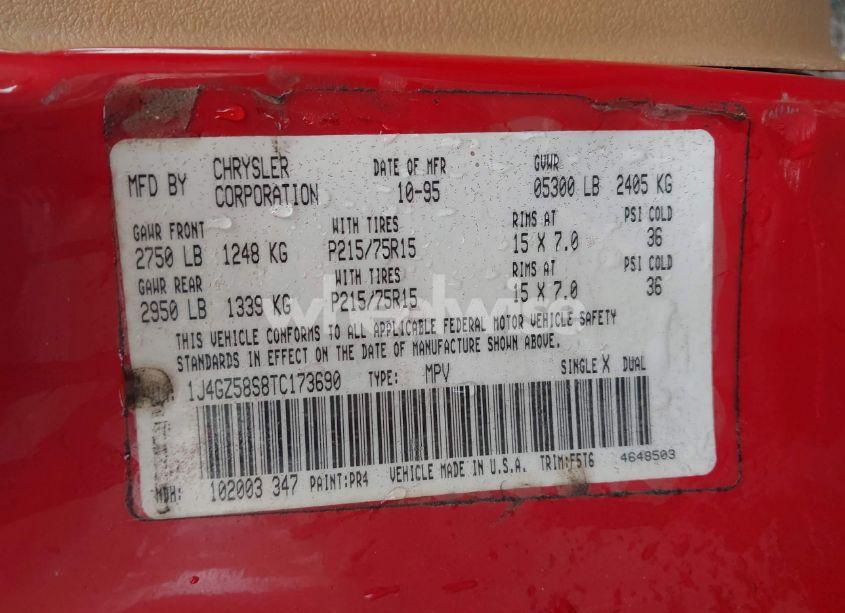 MFD BY CHRYSLER CORPORATION DATE OF MFR 10-95 GVWR 05300 LB 2405 KG
GAWR FRONT WITH TIRES RIMS AT PSI COLD
2750 LB 1248 KG P215/75R15 15 X 7.0 36
GAWR REAR WITH TIRES RIMS AT PSI COLD
2950 LB 1339 KG P215/75R15 15 X 7.0 36
THIS VEHICLE CONFORMS TO ALL APPLICABLE FEDERAL MOTOR VEHICLE SAFETY
STANDARDS IN EFFECT ON THE DATE OF MANUFACTURE SHOWN ABOVE.
1J4GZ58S8TC173690 TYPE: MPV SINGLE X DUAL
MDH: 102003 347 PAINT:PR4 VEHICLE MADE IN U.S.A. TRIM:F5T6 4648503